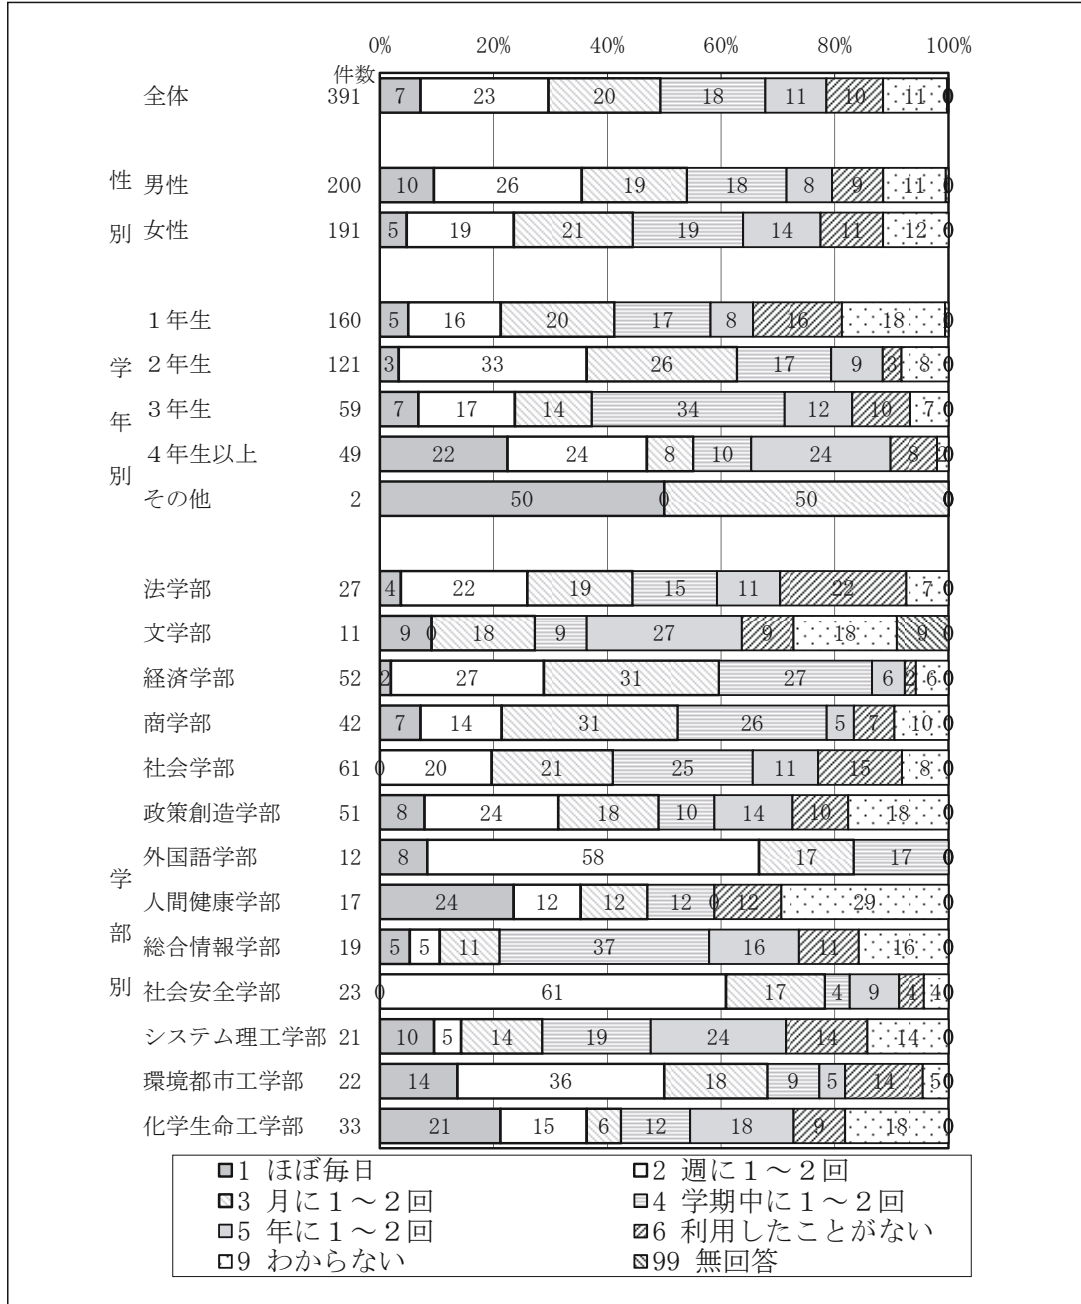 0% 20% 40% 60% 80% 100%
件数
全体 391 7 23 20 18 11 10 11 0
性別
男性 200 10 26 19 18 8 9 11 0
女性 191 5 19 21 19 14 11 12 0
学年別
１年生 160 5 16 20 17 8 16 18 0
２年生 121 3 33 26 17 9 3 8 0
３年生 59 7 17 14 34 12 10 7 0
４年生以上 49 22 24 8 10 24 8 2 0
その他 2 50 0 50 0
学部別
法学部 27 4 22 19 15 11 22 7 0
文学部 11 9 0 18 9 27 9 18 9 0
経済学部 52 2 27 31 27 6 2 6 0
商学部 42 7 14 31 26 5 7 10 0
社会学部 61 0 20 21 25 11 15 8 0
政策創造学部 51 8 24 18 10 14 10 18 0
外国語学部 12 8 58 17 17 0
人間健康学部 17 24 12 12 12 0 12 29 0
総合情報学部 19 5 5 11 37 16 11 16 0
社会安全学部 23 0 61 17 4 9 4 4 0
システム理工学部 21 10 5 14 19 24 14 14 0
環境都市工学部 22 14 36 18 9 5 14 5 0
化学生命工学部 33 21 15 6 12 18 9 18 0
1 ほぼ毎日 2 週に１～２回
3 月に１～２回 4 学期中に１～２回
5 年に１～２回 6 利用したことがない
9 わからない 99 無回答